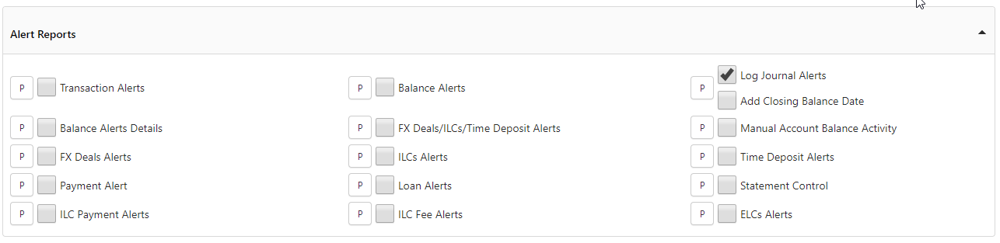 Alert Reports
P Transaction Alerts P Balance Alerts P Log Journal Alerts
Add Closing Balance Date
P Balance Alerts Details P FX Deals/ILCs/Time Deposit Alerts P Manual Account Balance Activity
P FX Deals Alerts P ILCs Alerts P Time Deposit Alerts
P Payment Alert P Loan Alerts P Statement Control
P ILC Payment Alerts P ILC Fee Alerts P ELCs Alerts